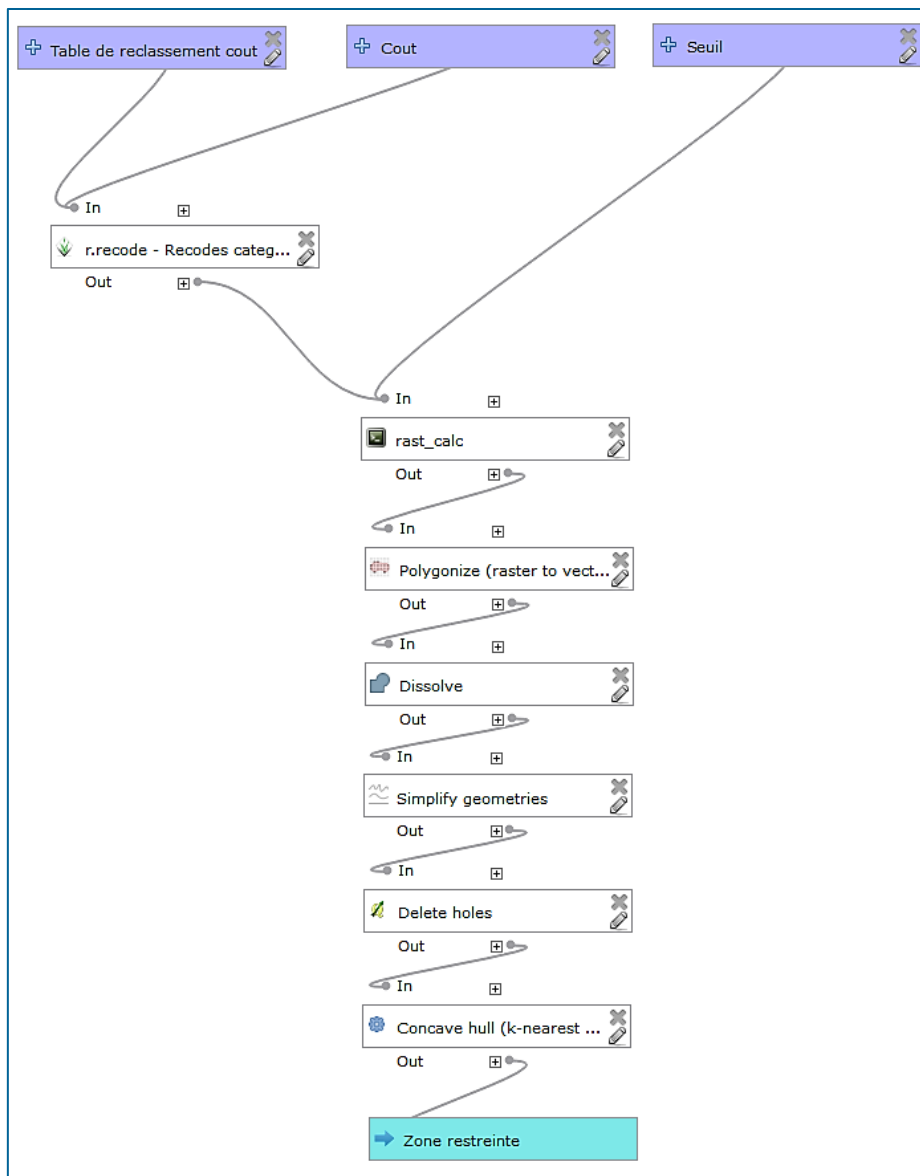 Table de reclassement cout
Cout
Seuil
In
r.recode - Recodes categ...
Out
In
rast_calc
Out
In
Polygonize (raster to vect...
Out
In
Dissolve
Out
In
Simplify geometries
Out
In
Delete holes
Out
In
Concave hull (k-nearest ...
Out
Zone restreinte